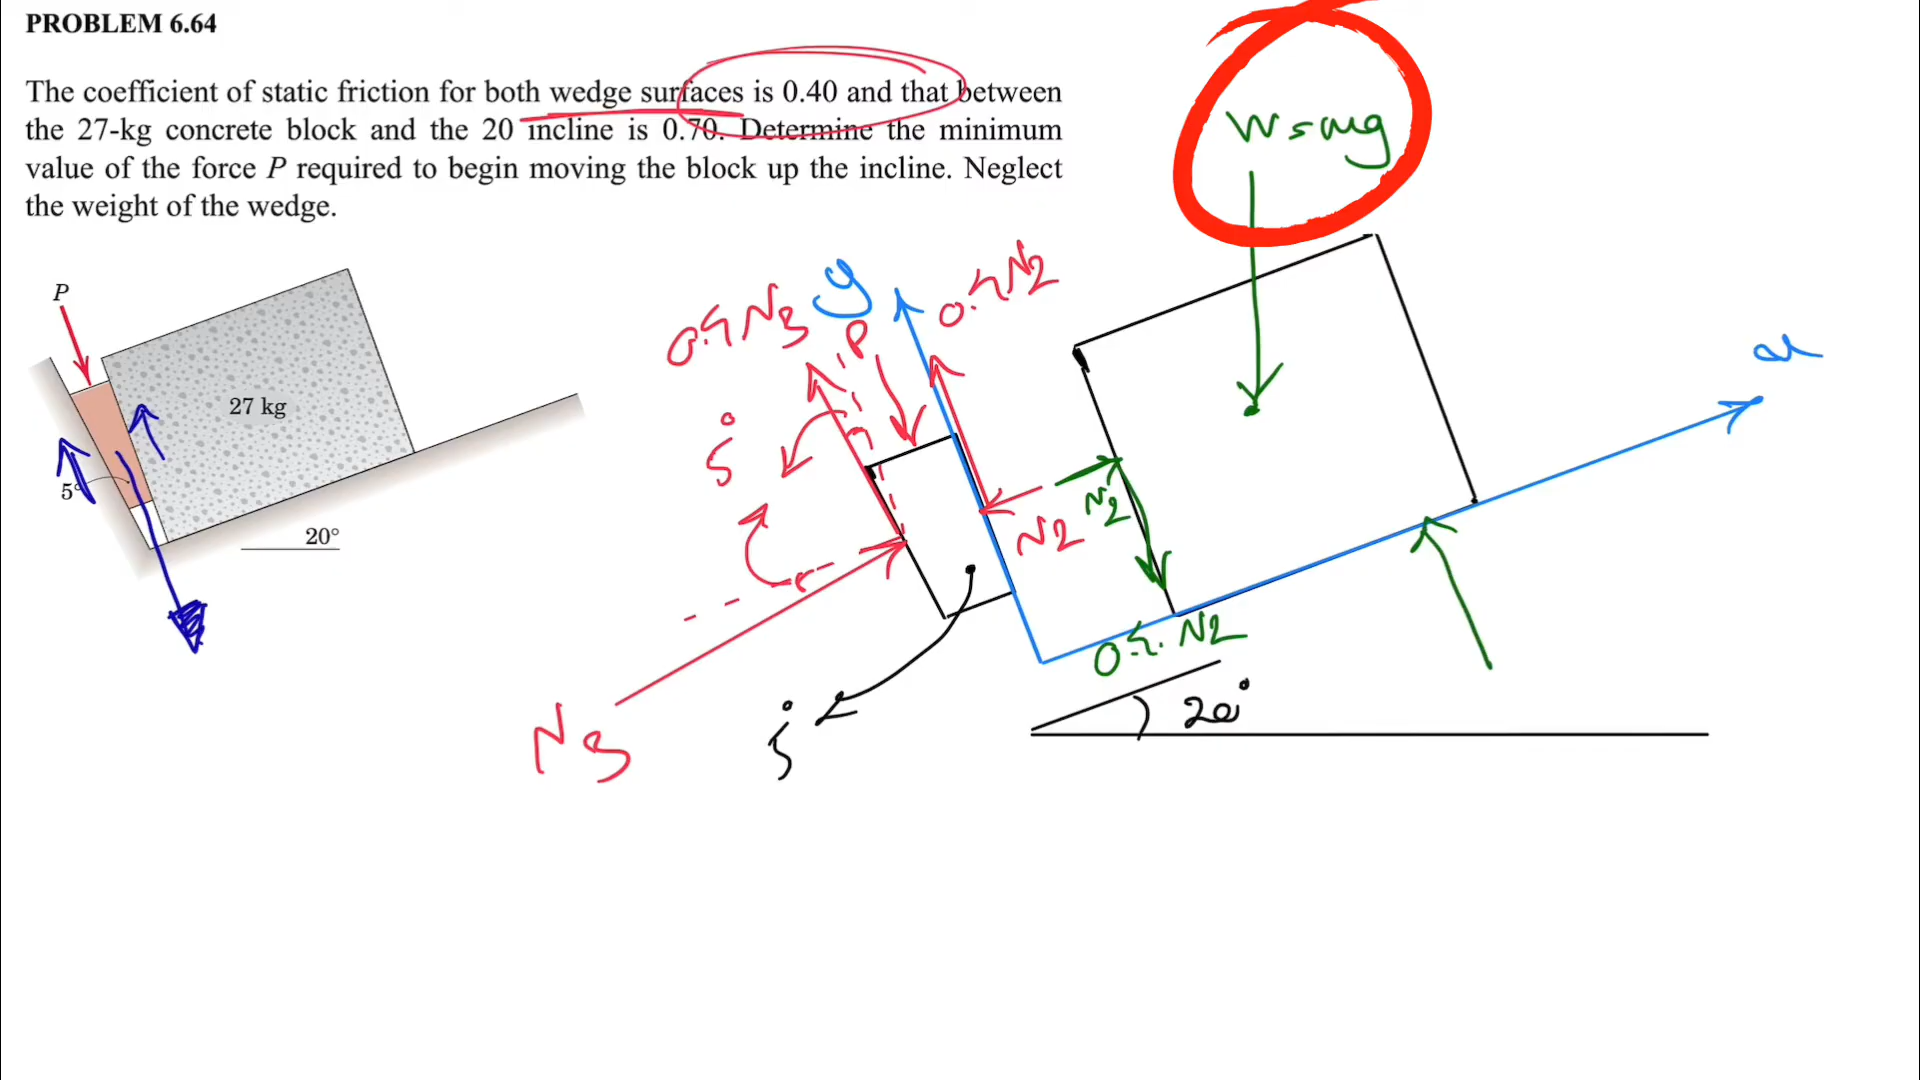 PROBLEM 6.64
The coefficient of static friction for both wedge surfaces is 0.40 and that between
the 27-kg concrete block and the 20 incline is 0.70. Determine the minimum
value of the force P required to begin moving the block up the incline. Neglect
the weight of the wedge.
W=mg
P
27 kg
5°
20°
0.4N3
y
P
0.4N2
5°
N2
N2
x
0.4 N2
N3
20°